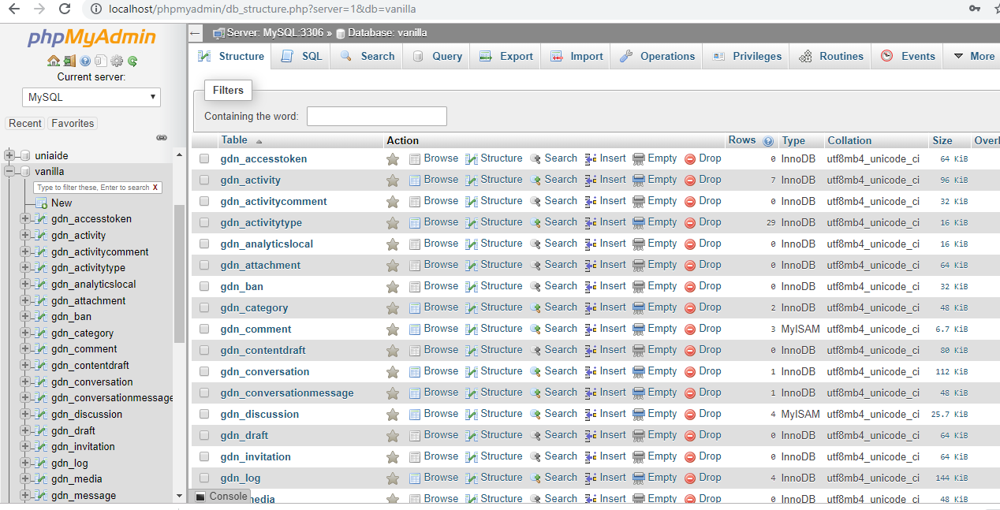 localhost/phpmyadmin/db_structure.php?server=1&db=vanilla
phpMyAdmin
Current server:
MySQL
Recent Favorites
uniaide
vanilla
Type to filter these, Enter to search X
New
gdn_accesstoken
gdn_activity
gdn_activitycomment
gdn_activitytype
gdn_analyticslocal
gdn_attachment
gdn_ban
gdn_category
gdn_comment
gdn_contentdraft
gdn_conversation
gdn_conversationmessage
gdn_discussion
gdn_draft
gdn_invitation
gdn_log
gdn_media
gdn_message
Server: MySQL:3306 » Database: vanilla
Structure SQL Search Query Export Import Operations Privileges Routines Events More
Filters
Containing the word:
Table Action Rows Type Collation Size Overh
gdn_accesstoken Browse Structure Search Insert Empty Drop 0 InnoDB utf8mb4_unicode_ci 64 KiB
gdn_activity Browse Structure Search Insert Empty Drop 7 InnoDB utf8mb4_unicode_ci 96 KiB
gdn_activitycomment Browse Structure Search Insert Empty Drop 0 InnoDB utf8mb4_unicode_ci 32 KiB
gdn_activitytype Browse Structure Search Insert Empty Drop 29 InnoDB utf8mb4_unicode_ci 16 KiB
gdn_analyticslocal Browse Structure Search Insert Empty Drop 0 InnoDB utf8mb4_unicode_ci 16 KiB
gdn_attachment Browse Structure Search Insert Empty Drop 0 InnoDB utf8mb4_unicode_ci 64 KiB
gdn_ban Browse Structure Search Insert Empty Drop 0 InnoDB utf8mb4_unicode_ci 32 KiB
gdn_category Browse Structure Search Insert Empty Drop 2 InnoDB utf8mb4_unicode_ci 48 KiB
gdn_comment Browse Structure Search Insert Empty Drop 3 MyISAM utf8mb4_unicode_ci 6.7 KiB
gdn_contentdraft Browse Structure Search Insert Empty Drop 0 InnoDB utf8mb4_unicode_ci 80 KiB
gdn_conversation Browse Structure Search Insert Empty Drop 1 InnoDB utf8mb4_unicode_ci 112 KiB
gdn_conversationmessage Browse Structure Search Insert Empty Drop 1 InnoDB utf8mb4_unicode_ci 48 KiB
gdn_discussion Browse Structure Search Insert Empty Drop 4 MyISAM utf8mb4_unicode_ci 25.7 KiB
gdn_draft Browse Structure Search Insert Empty Drop 0 InnoDB utf8mb4_unicode_ci 64 KiB
gdn_invitation Browse Structure Search Insert Empty Drop 0 InnoDB utf8mb4_unicode_ci 64 KiB
gdn_log Browse Structure Search Insert Empty Drop 4 InnoDB utf8mb4_unicode_ci 144 KiB
Console media Browse Structure Search Insert Empty Drop 0 InnoDB utf8mb4_unicode_ci 48 KiB